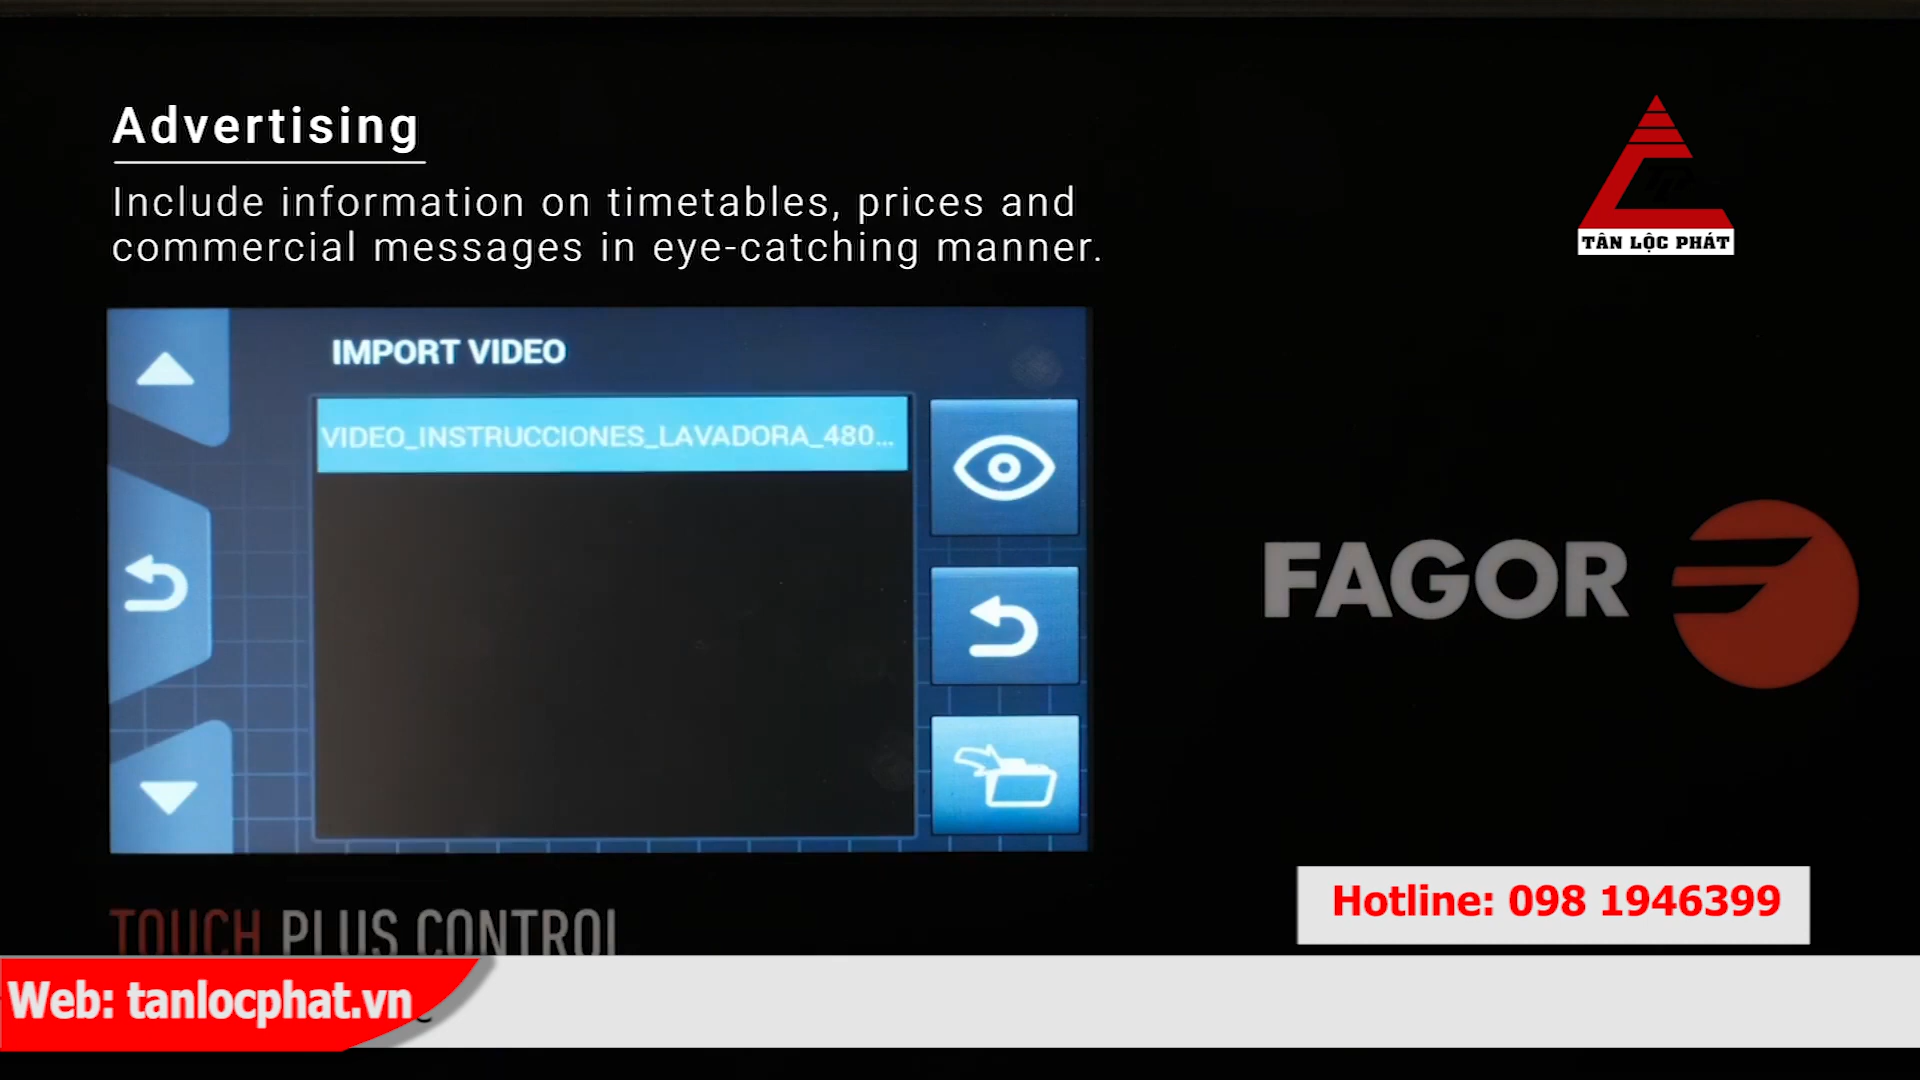 Advertising
Include information on timetables, prices and
commercial messages in eye-catching manner.
TÂN LỘC PHÁT
IMPORT VIDEO
VIDEO_INSTRUCCIONES_LAVADORA_480...
FAGOR
TOUCH PLUS CONTROL
Hotline: 098 1946399
Web: tanlocphat.vn